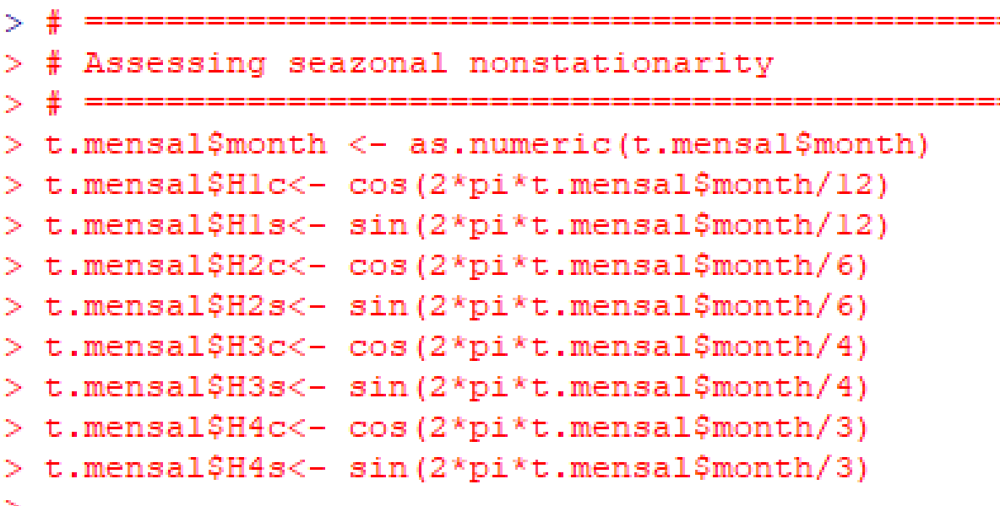 > # =============================================
> # Assessing seazonal nonstationarity
> # =============================================
> t.mensal$month <- as.numeric(t.mensal$month)
> t.mensal$H1c<- cos(2*pi*t.mensal$month/12)
> t.mensal$H1s<- sin(2*pi*t.mensal$month/12)
> t.mensal$H2c<- cos(2*pi*t.mensal$month/6)
> t.mensal$H2s<- sin(2*pi*t.mensal$month/6)
> t.mensal$H3c<- cos(2*pi*t.mensal$month/4)
> t.mensal$H3s<- sin(2*pi*t.mensal$month/4)
> t.mensal$H4c<- cos(2*pi*t.mensal$month/3)
> t.mensal$H4s<- sin(2*pi*t.mensal$month/3)
>